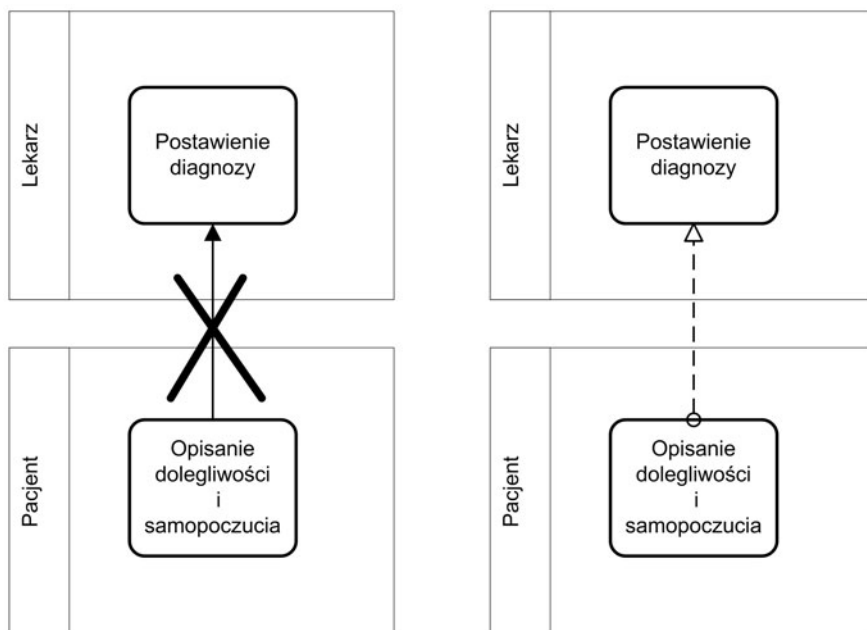 Lekarz
Postawienie
diagnozy
Pacjent
Opisanie
dolegliwości
i
samopoczucia
Lekarz
Postawienie
diagnozy
Pacjent
Opisanie
dolegliwości
i
samopoczucia